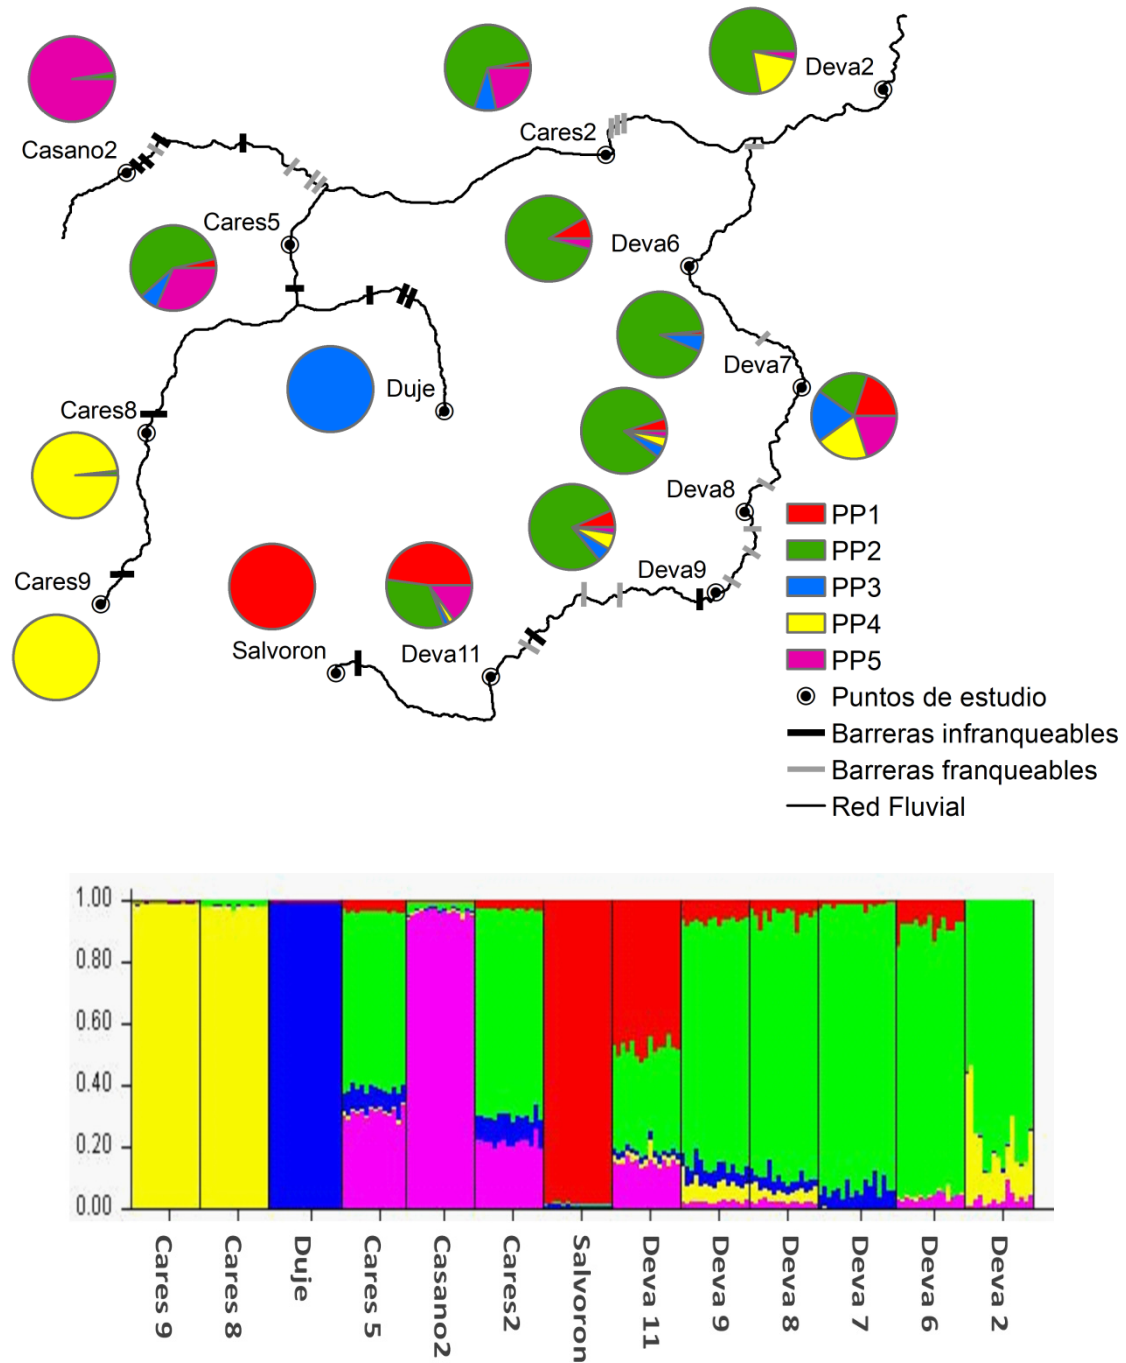 Deva2
Casano2
Cares2
Cares5
Deva6
Deva7
Duje
Cares8
Deva8
Cares9
Deva9
Salvoron
Deva11
PP1
PP2
PP3
PP4
PP5
Puntos de estudio
Barreras infranqueables
Barreras franqueables
Red Fluvial
1.00
0.80
0.60
0.40
0.20
0.00
Cares 9
Cares 8
Duje
Cares 5
Casano2
Cares2
Salvoron
Deva 11
Deva 9
Deva 8
Deva 7
Deva 6
Deva 2